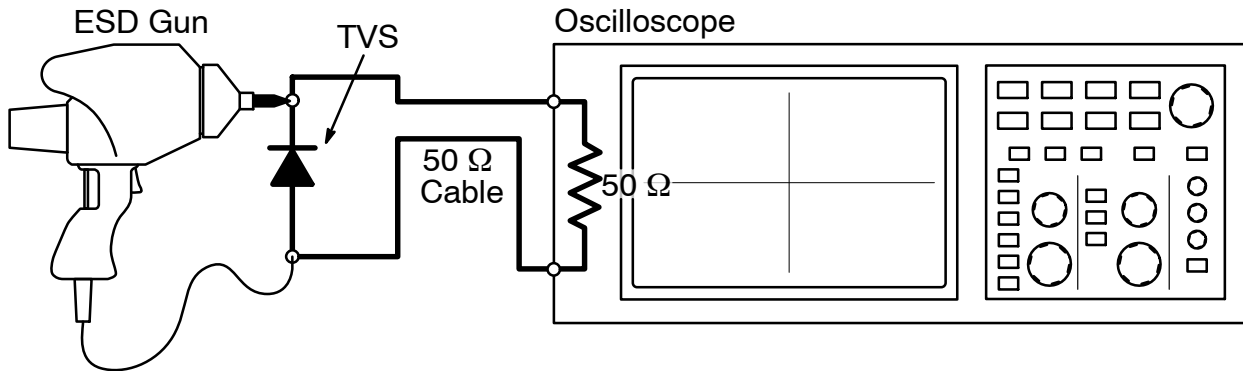 ESD Gun
TVS
Oscilloscope
50 Ω
Cable
50 Ω